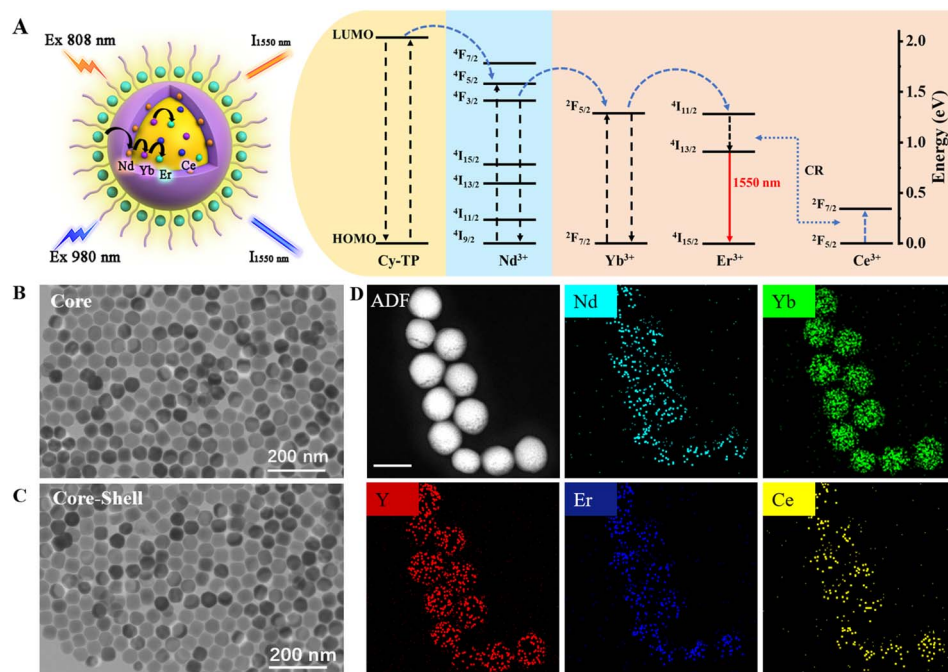 A
Ex 808 nm
I1550 nm
Nd
Yb
Er
Ce
Ex 980 nm
I1550 nm
LUMO
HOMO
Cy-TP
⁴F₇/₂
⁴F₅/₂
⁴F₃/₂
⁴I₁₅/₂
⁴I₁₃/₂
⁴I₁₁/₂
⁴I₉/₂
Nd³⁺
²F₅/₂
²F₇/₂
Yb³⁺
⁴I₁₁/₂
⁴I₁₃/₂
1550 nm
⁴I₁₅/₂
Er³⁺
CR
²F₇/₂
²F₅/₂
Ce³⁺
2.0
1.5
1.0
0.5
0.0
Energy (eV)
B
Core
200 nm
C
Core-Shell
200 nm
D
ADF
Nd
Yb
Y
Er
Ce